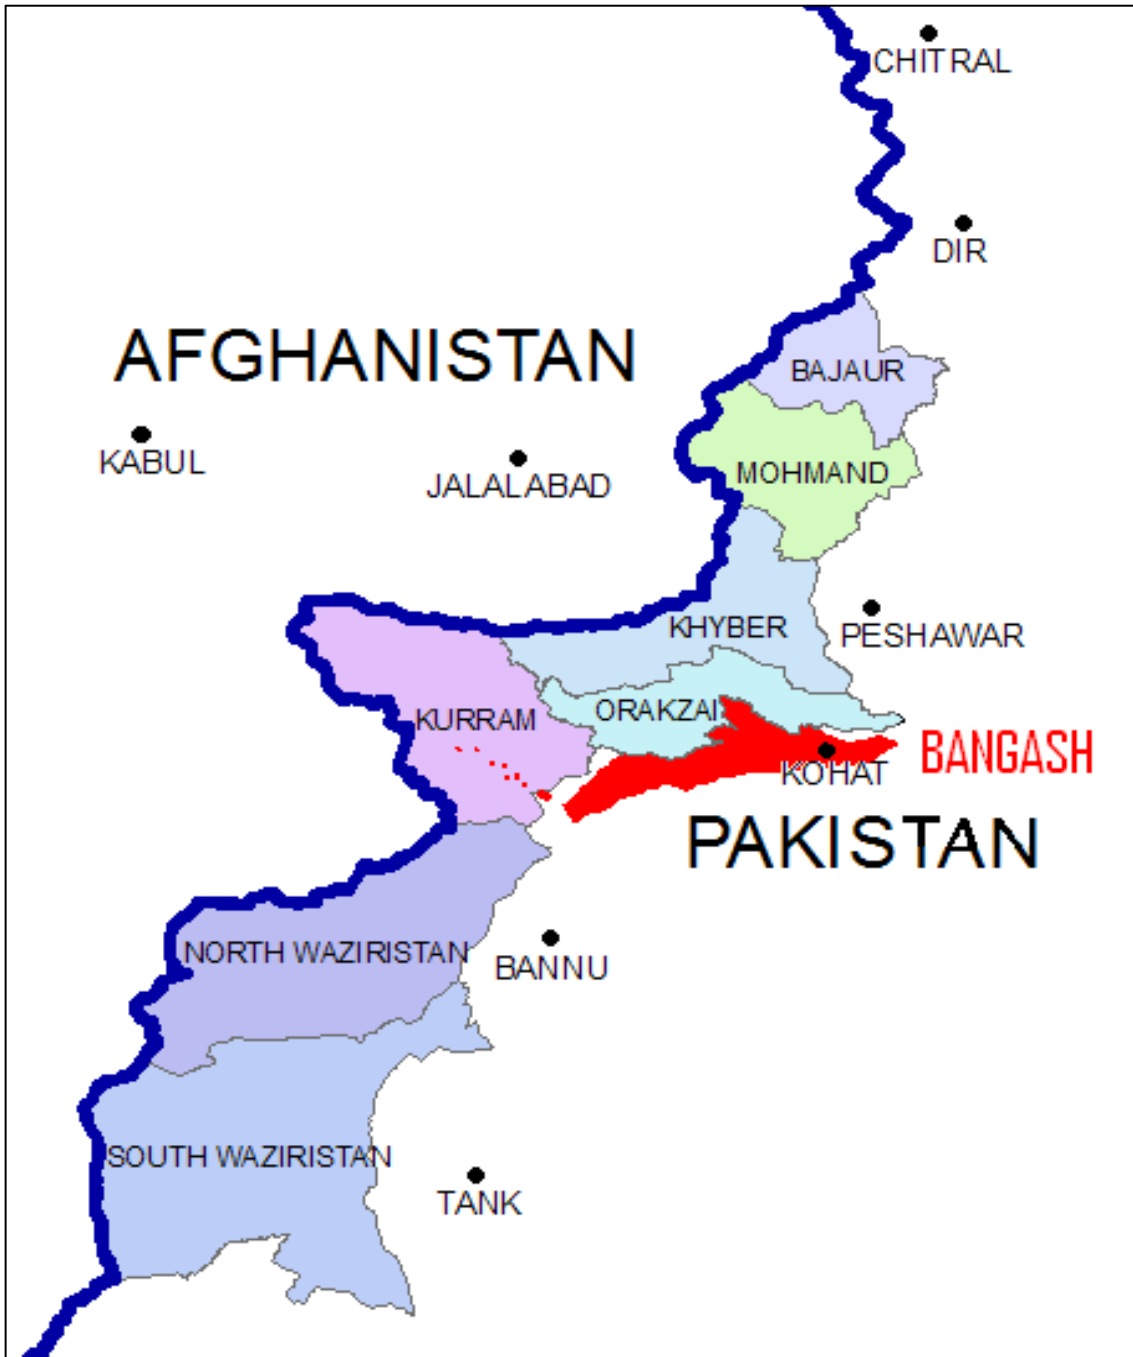 CHITRAL
DIR
AFGHANISTAN
BAJAUR
KABUL
JALALABAD
MOHMAND
KHYBER
PESHAWAR
ORAKZAI
KURRAM
BANGASH
KOHAT
PAKISTAN
NORTH WAZIRISTAN
BANNU
SOUTH WAZIRISTAN
TANK